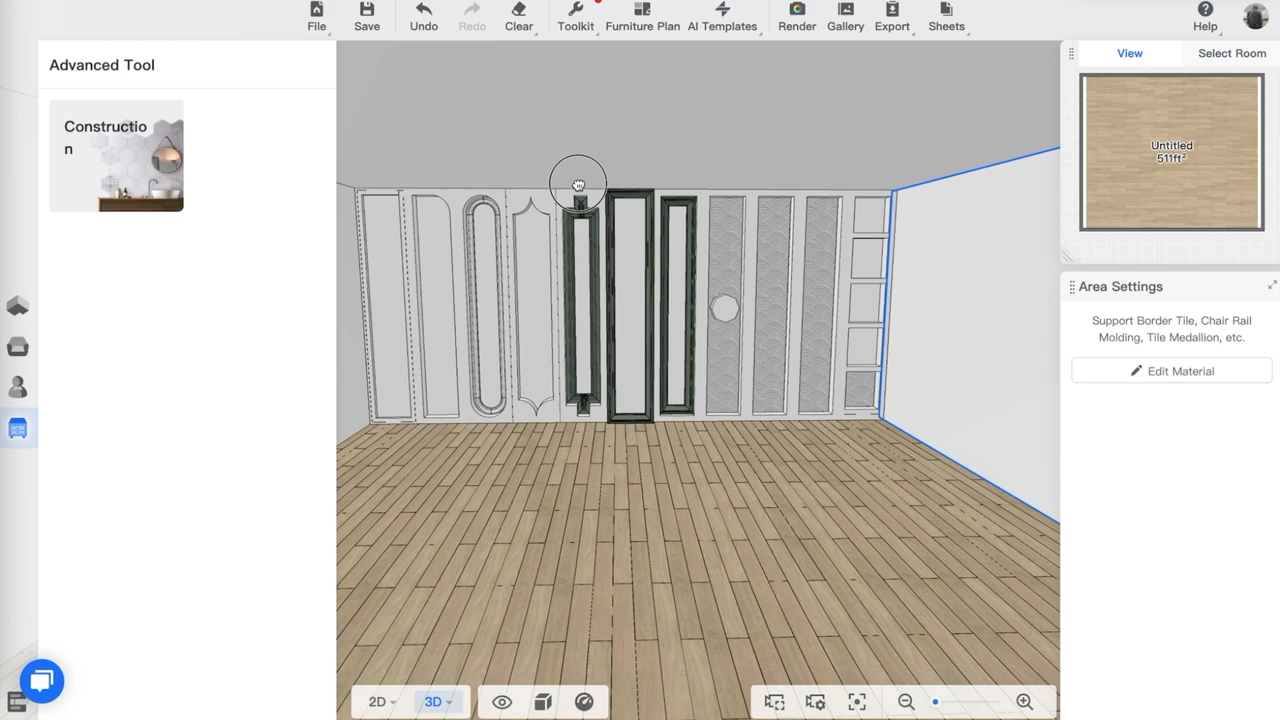 File
Save
Undo
Redo
Clear
Toolkit
Furniture Plan
AI Templates
Render
Gallery
Export
Sheets
Help
Advanced Tool
Constructio
n
View
Select Room
Untitled
511ft²
Area Settings
Support Border Tile, Chair Rail
Molding, Tile Medallion, etc.
Edit Material
2D
3D